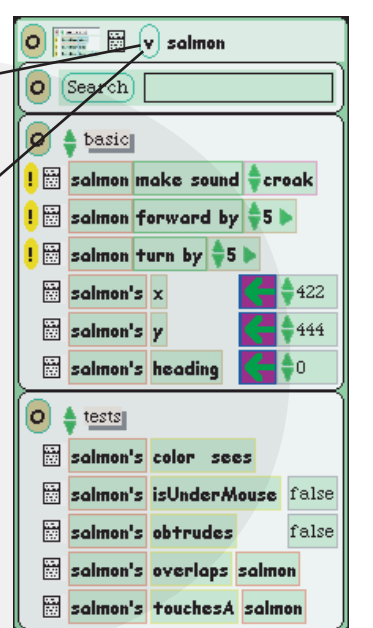 O v salmon
O Search
O basic
! salmon make sound croak
! salmon forward by 5
! salmon turn by 5
salmon's x 422
salmon's y 444
salmon's heading 0
O tests
salmon's color sees
salmon's isUnderMouse false
salmon's obtrudes false
salmon's overlaps salmon
salmon's touchesA salmon